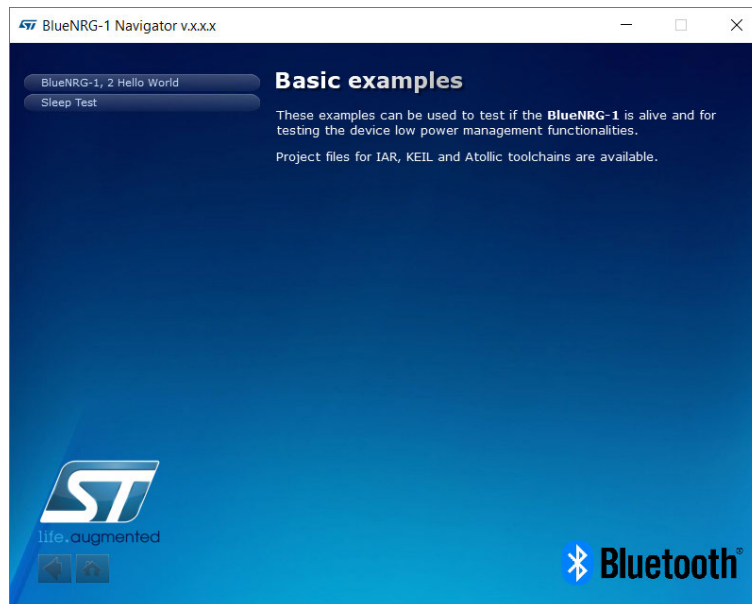 BlueNRG-1 Navigator v.x.x.x
BlueNRG-1, 2 Hello World
Sleep Test
Basic examples
These examples can be used to test if the BlueNRG-1 is alive and for
testing the device low power management functionalities.
Project files for IAR, KEIL and Atollic toolchains are available.
ST
life.augmented
Bluetooth®